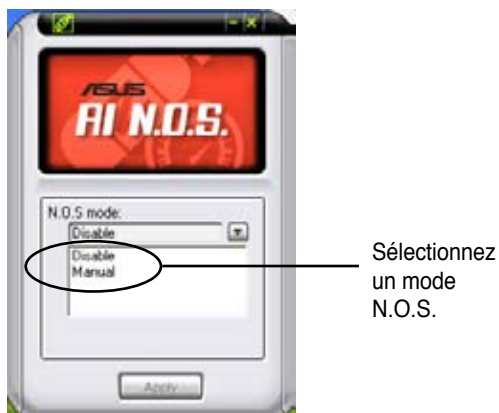 ASUS
AI N.O.S.
N.O.S mode:
Disable
Disable
Manual
Apply
Sélectionnez
un mode
N.O.S.